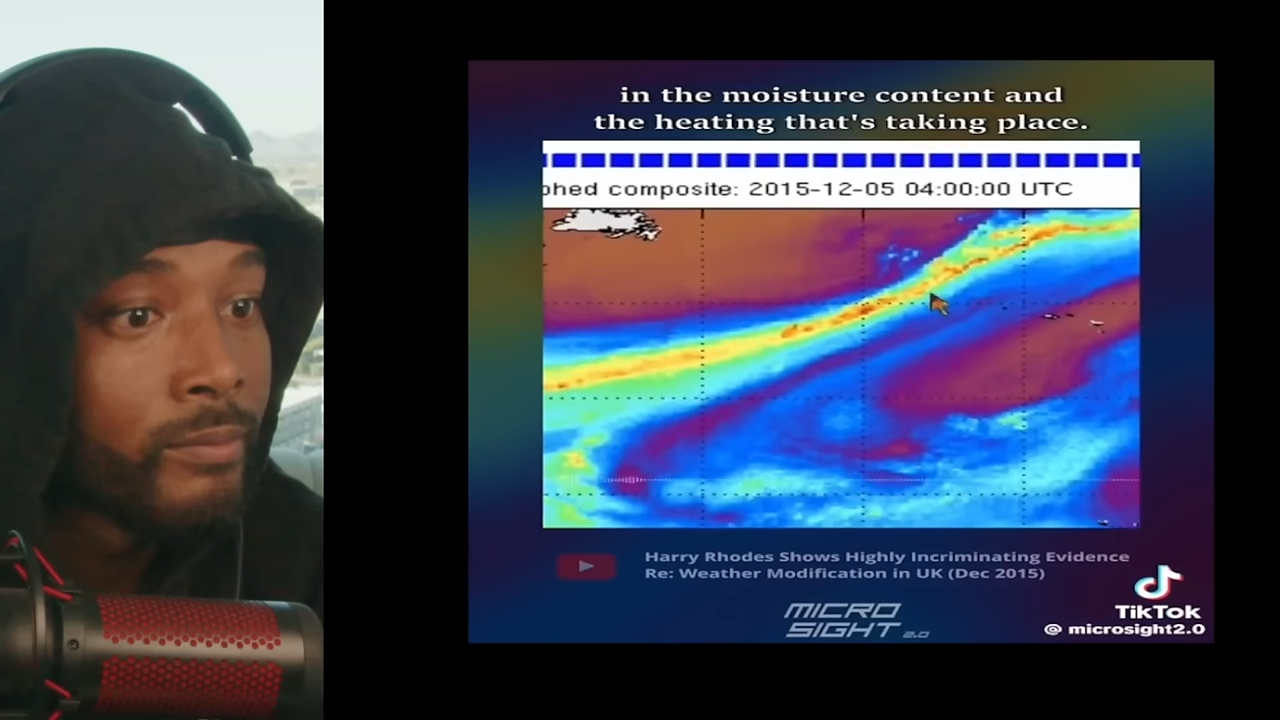 in the moisture content and
the heating that's taking place.
phed composite: 2015-12-05 04:00:00 UTC
Harry Rhodes Shows Highly Incriminating Evidence
Re: Weather Modification in UK (Dec 2015)
MICRO
SIGHT 2.0
TikTok
@ microsight2.0